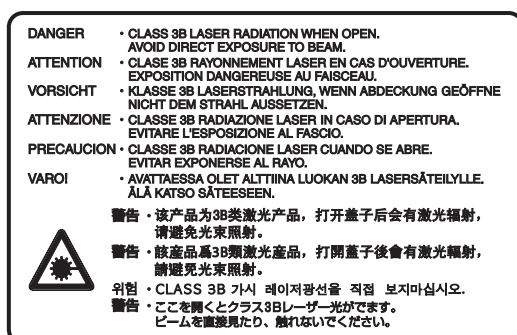 DANGER · CLASS 3B LASER RADIATION WHEN OPEN.
AVOID DIRECT EXPOSURE TO BEAM.
ATTENTION · CLASE 3B RAYONNEMENT LASER EN CAS D'OUVERTURE.
EXPOSITION DANGEREUSE AU FAISCEAU.
VORSICHT · KLASSE 3B LASERSTRAHLUNG, WENN ABDECKUNG GEÖFFNE
NICHT DEM STRAHL AUSSETZEN.
ATTENZIONE · CLASSE 3B RADIAZIONE LASER IN CASO DI APERTURA.
EVITARE L'ESPOSIZIONE AL FASCIO.
PRECAUCION · CLASSE 3B RADIACIONE LASER CUANDO SE ABRE.
EVITAR EXPONERSE AL RAYO.
VAROI · AVATTAESSA OLET ALTTIINA LUOKAN 3B LASERSÄTEILYLLE.
ÄLÄ KATSO SÄTEESEEN.
警告 · 该产品为3B类激光产品，打开盖子后会有激光辐射，
请避免光束照射。
警告 · 該産品爲3B類激光産品，打開蓋子後會有激光輻射，
請避免光束照射。
위험 · CLASS 3B 가시 레이저광선을 직접 보지마십시오.
警告 · ここを開くとクラス3Bレーザー光がでます。
ビームを直接見たり、触れないでください。